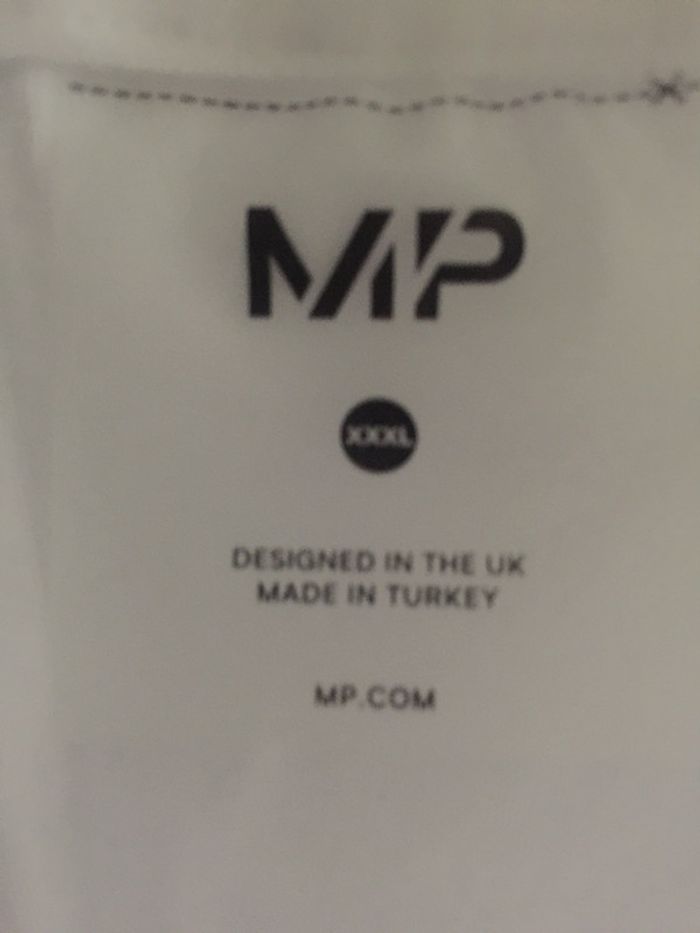 MP
XXXL
DESIGNED IN THE UK
MADE IN TURKEY
MP.COM